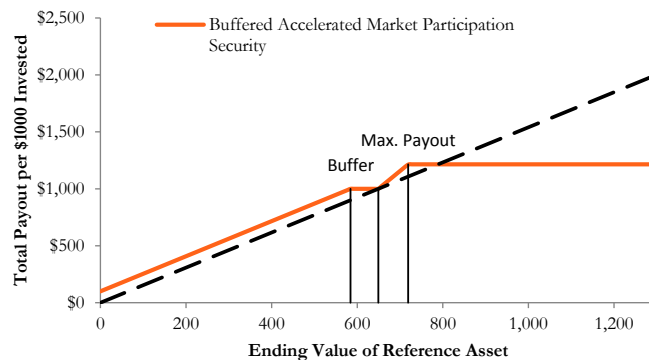 $2,500
Buffered Accelerated Market Participation
Security
$2,000
$1,500
Max. Payout
Buffer
$1,000
$500
$0
Total Payout per $1000 Invested
0 200 400 600 800 1,000 1,200
Ending Value of Reference Asset